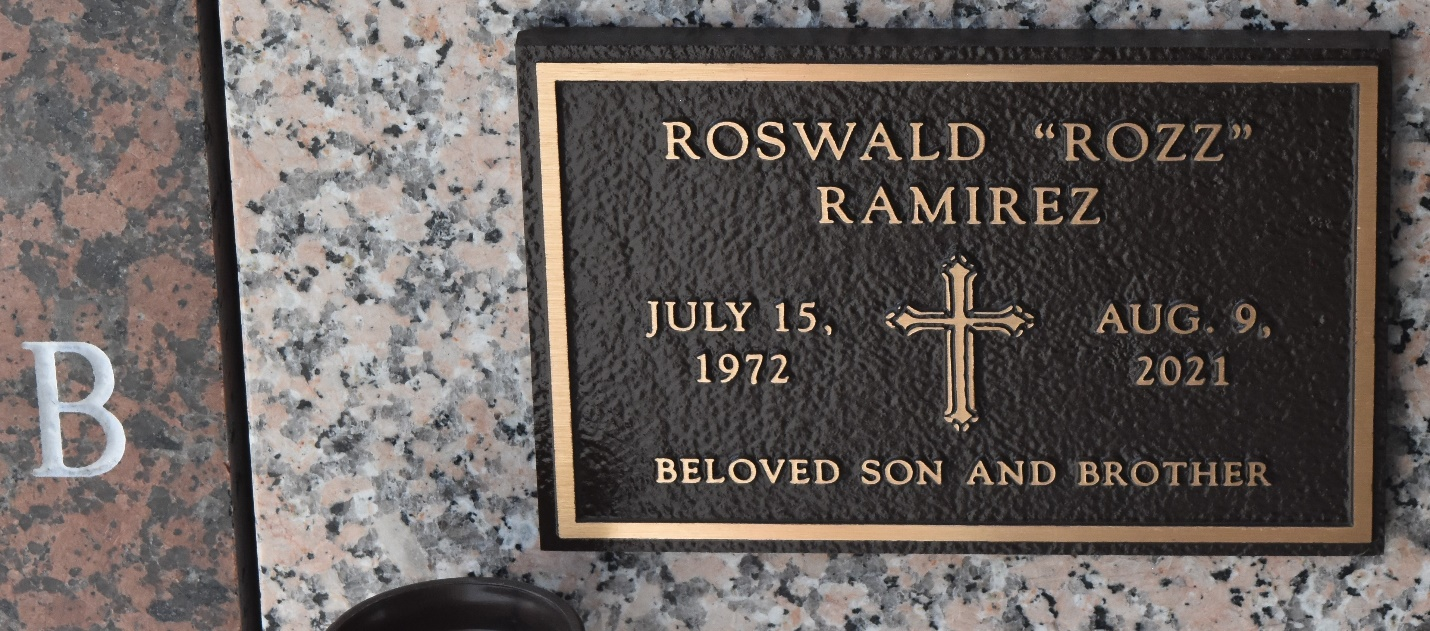 B
ROSWALD “ROZZ”
RAMIREZ
JULY 15,
1972
AUG. 9,
2021
BELOVED SON AND BROTHER